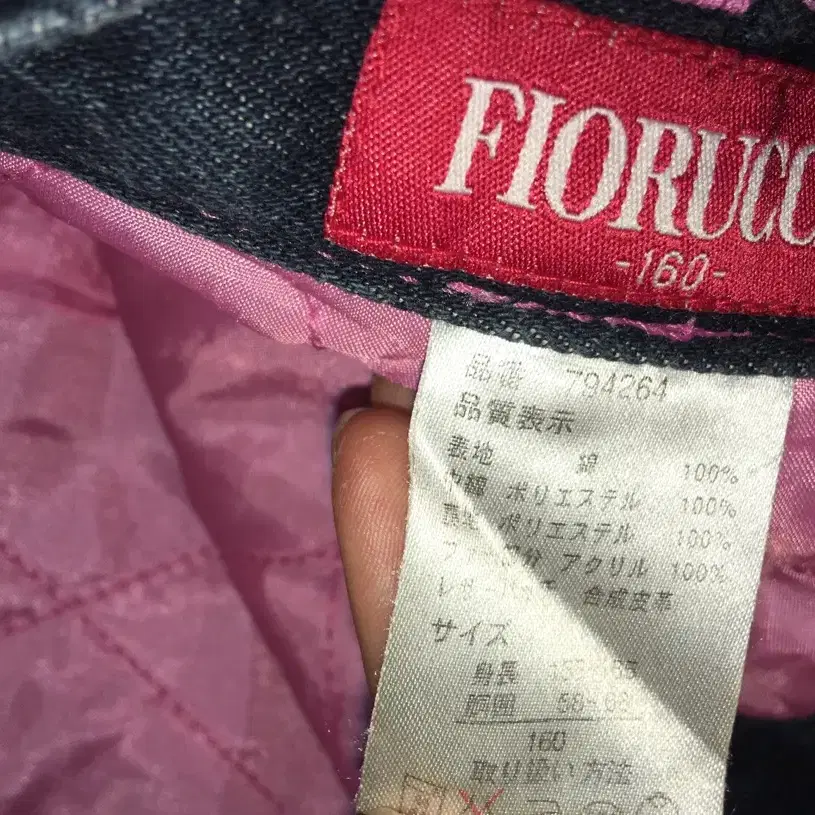 FIORUCC
-160-
品番 794264
品質表示
表地 綿 100%
中綿 ポリエステル 100%
裏地 ポリエステル 100%
アクリル 100%
合成皮革
サイズ
身長
胴囲
160
取り扱い方法